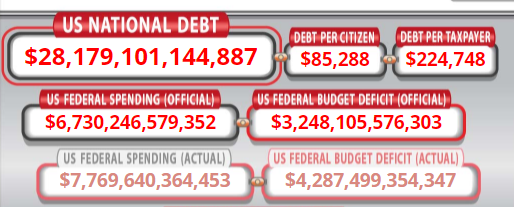 US NATIONAL DEBT
$28,179,101,144,887
DEBT PER CITIZEN
$85,288
DEBT PER TAXPAYER
$224,748
US FEDERAL SPENDING (OFFICIAL)
$6,730,246,579,352
US FEDERAL BUDGET DEFICIT (OFFICIAL)
$3,248,105,576,303
US FEDERAL SPENDING (ACTUAL)
$7,769,640,364,453
US FEDERAL BUDGET DEFICIT (ACTUAL)
$4,287,499,354,347